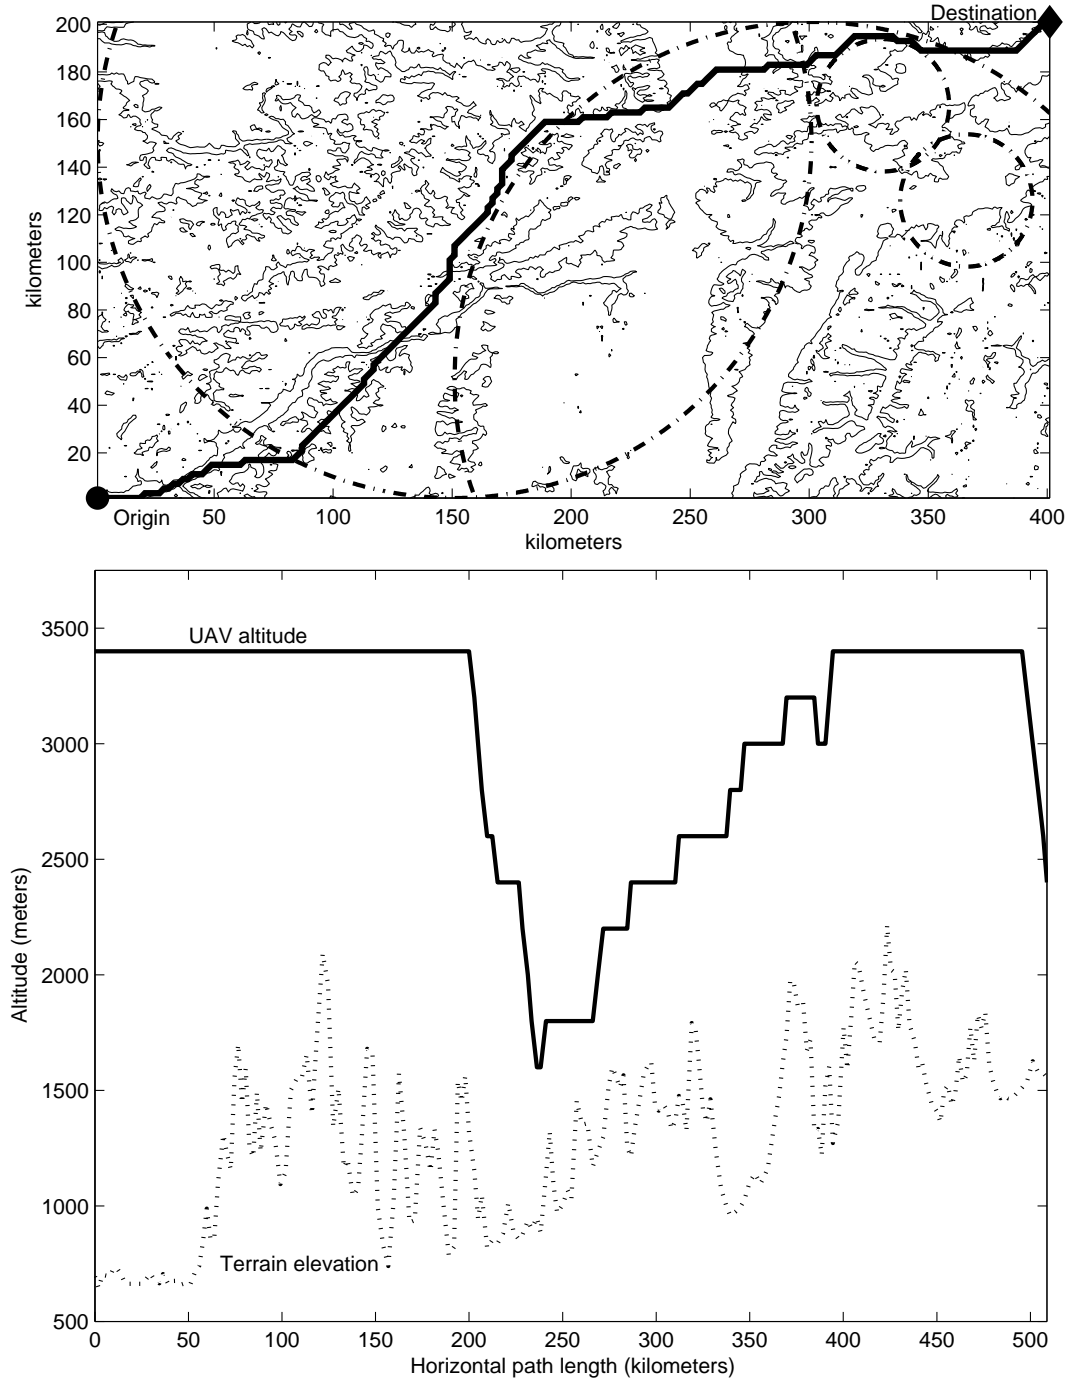 Destination
200
180
160
140
120
100
80
60
40
20
kilometers
Origin
50 100 150 200 250 300 350 400
kilometers
UAV altitude
3500
3000
2500
2000
1500
1000
500
Altitude (meters)
Terrain elevation
0 50 100 150 200 250 300 350 400 450 500
Horizontal path length (kilometers)